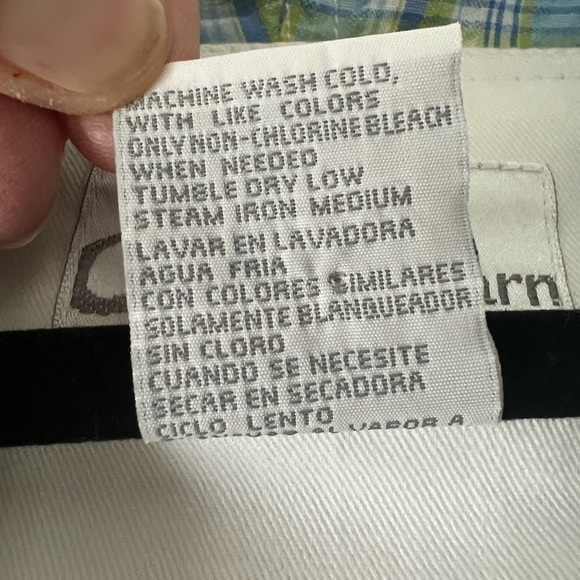 MACHINE WASH COLD,
WITH LIKE COLORS
ONLY NON-CHLORINE BLEACH
WHEN NEEDED
TUMBLE DRY LOW
STEAM IRON MEDIUM
LAVAR EN LAVADORA
AGUA FRIA
CON COLORES SIMILARES
SOLAMENTE BLANQUEADOR
SIN CLORO
CUANDO SE NECESITE
SECAR EN SECADORA
CICLO LENTO
AL VAPOR A